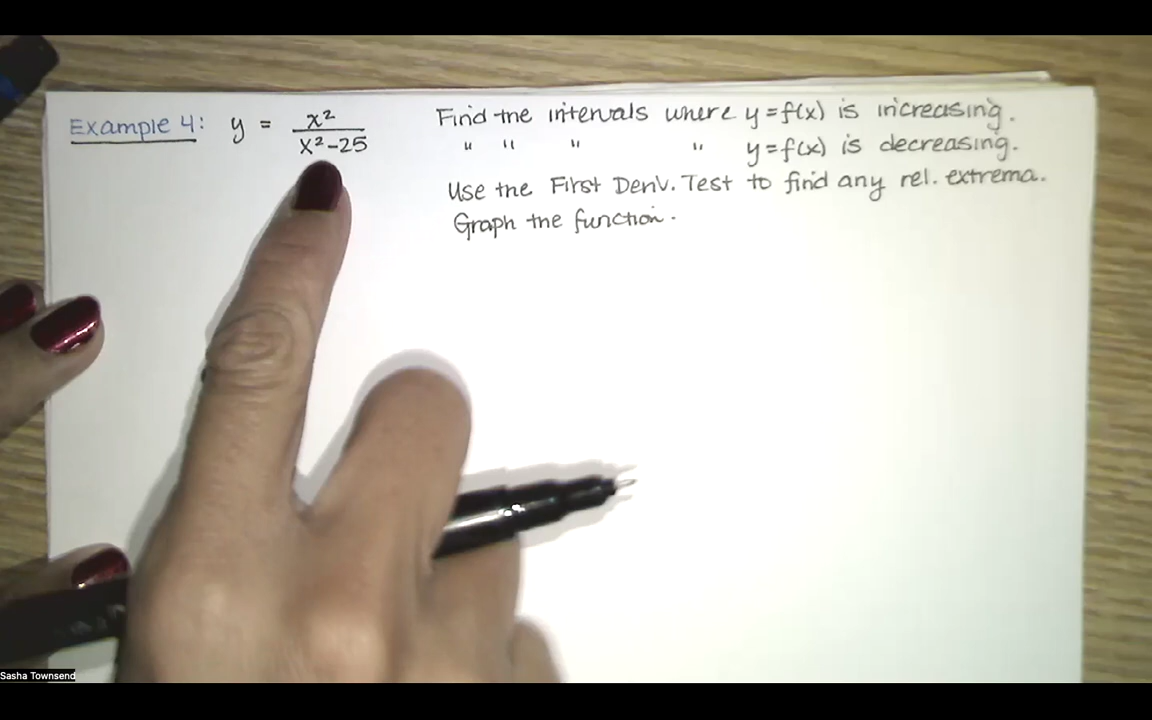 Example 4: y = x²/(x²-25) Find the intervals where y=f(x) is increasing.
" " " " y=f(x) is decreasing.
Use the First Deriv. Test to find any rel. extrema.
Graph the function.
Sasha Townsend